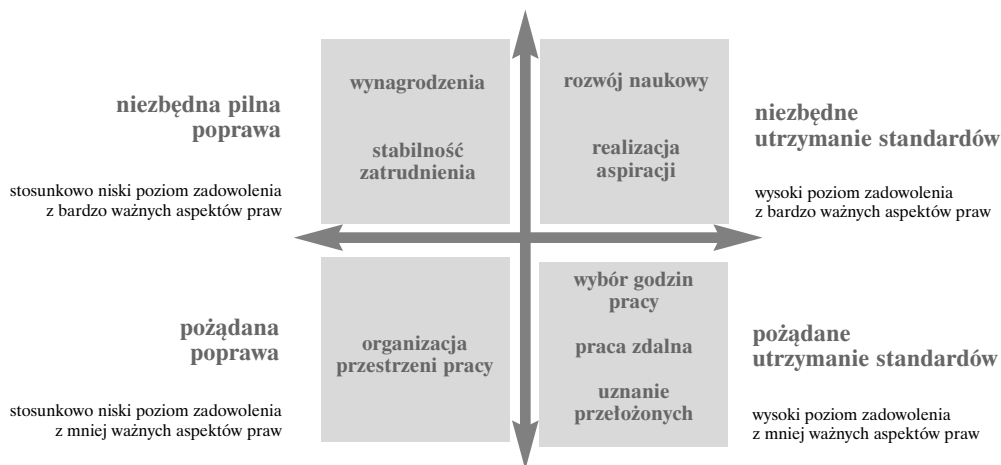 niezbędna pilna
poprawa
stosunkowo niski poziom zadowolenia
z bardzo ważnych aspektów praw
wynagrodzenia
stabilność
zatrudnienia
rozwój naukowy
realizacja
aspiracji
niezbędne
utrzymanie standardów
wysoki poziom zadowolenia
z bardzo ważnych aspektów praw
pożądana
poprawa
stosunkowo niski poziom zadowolenia
z mniej ważnych aspektów praw
organizacja
przestrzeni pracy
wybór godzin
pracy
praca zdalna
uznanie
przełożonych
pożądane
utrzymanie standardów
wysoki poziom zadowolenia
z mniej ważnych aspektów praw